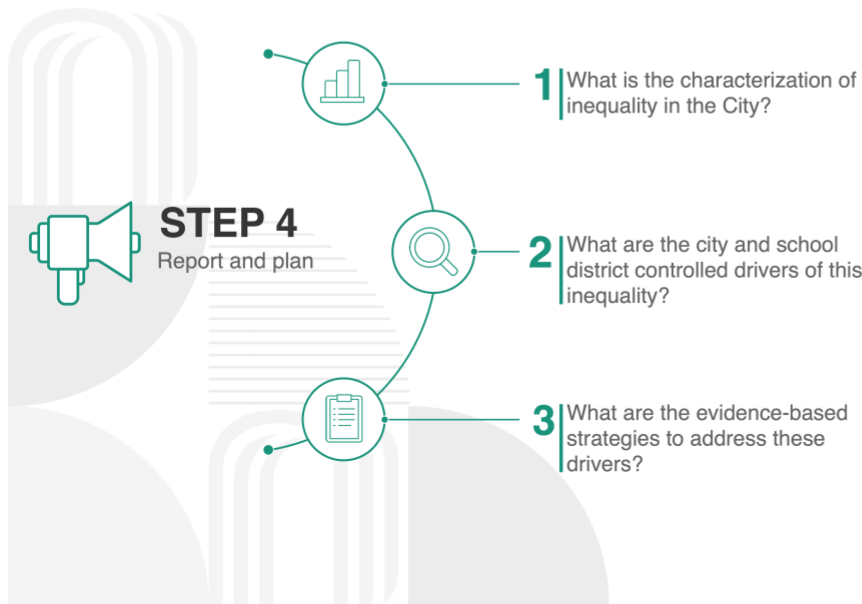 STEP 4
Report and plan
1
What is the characterization of
inequality in the City?
2
What are the city and school
district controlled drivers of this
inequality?
3
What are the evidence-based
strategies to address these
drivers?